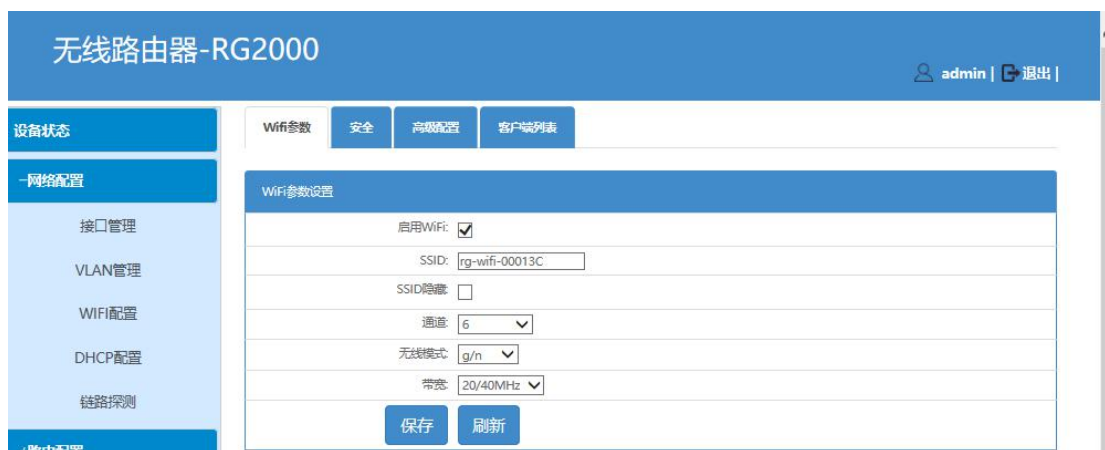 无线路由器-RG2000
admin | 退出 |
设备状态
Wifi参数 安全 高级配置 客户端列表
–网络配置
WiFi参数设置
接口管理
启用WiFi:
VLAN管理
SSID: rg-wifi-00013C
SSID隐藏:
WIFI配置
通道: 6
无线模式: g/n
DHCP配置
带宽: 20/40MHz
链路探测
保存 刷新
+路由配置